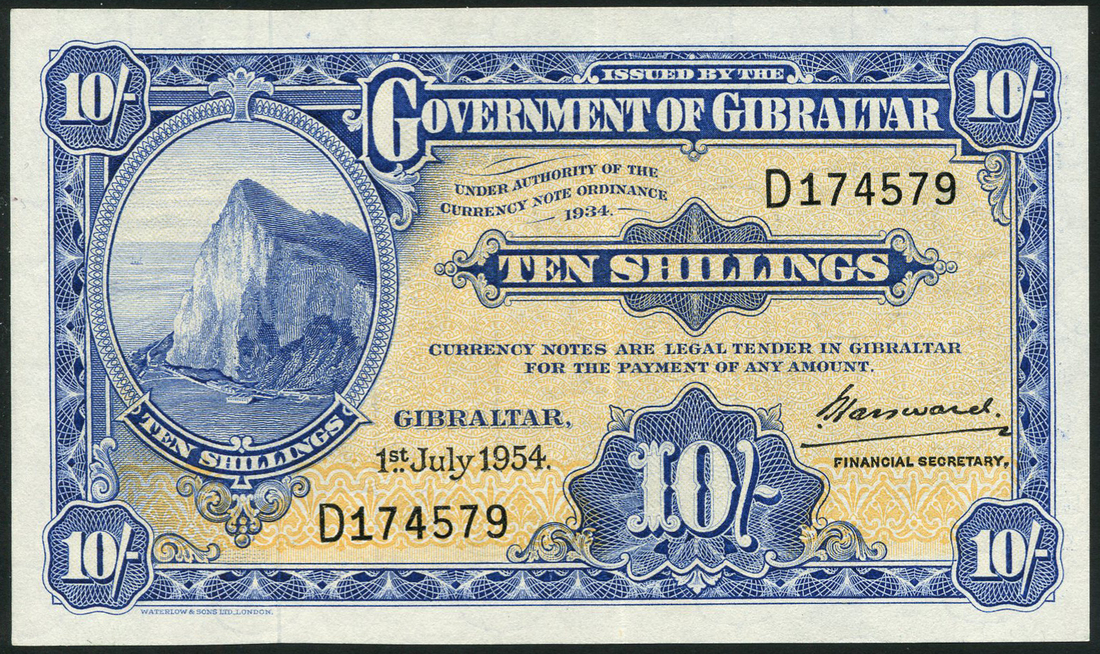 10/-
ISSUED BY THE
10/-
GOVERNMENT OF GIBRALTAR
UNDER AUTHORITY OF THE
CURRENCY NOTE ORDINANCE
1934.
D174579
TEN SHILLINGS
CURRENCY NOTES ARE LEGAL TENDER IN GIBRALTAR
FOR THE PAYMENT OF ANY AMOUNT.
TEN SHILLINGS
GIBRALTAR,
1st July 1954.
FINANCIAL SECRETARY,
D174579
10/-
10/-
10/-
WATERLOW & SONS LTD, LONDON.